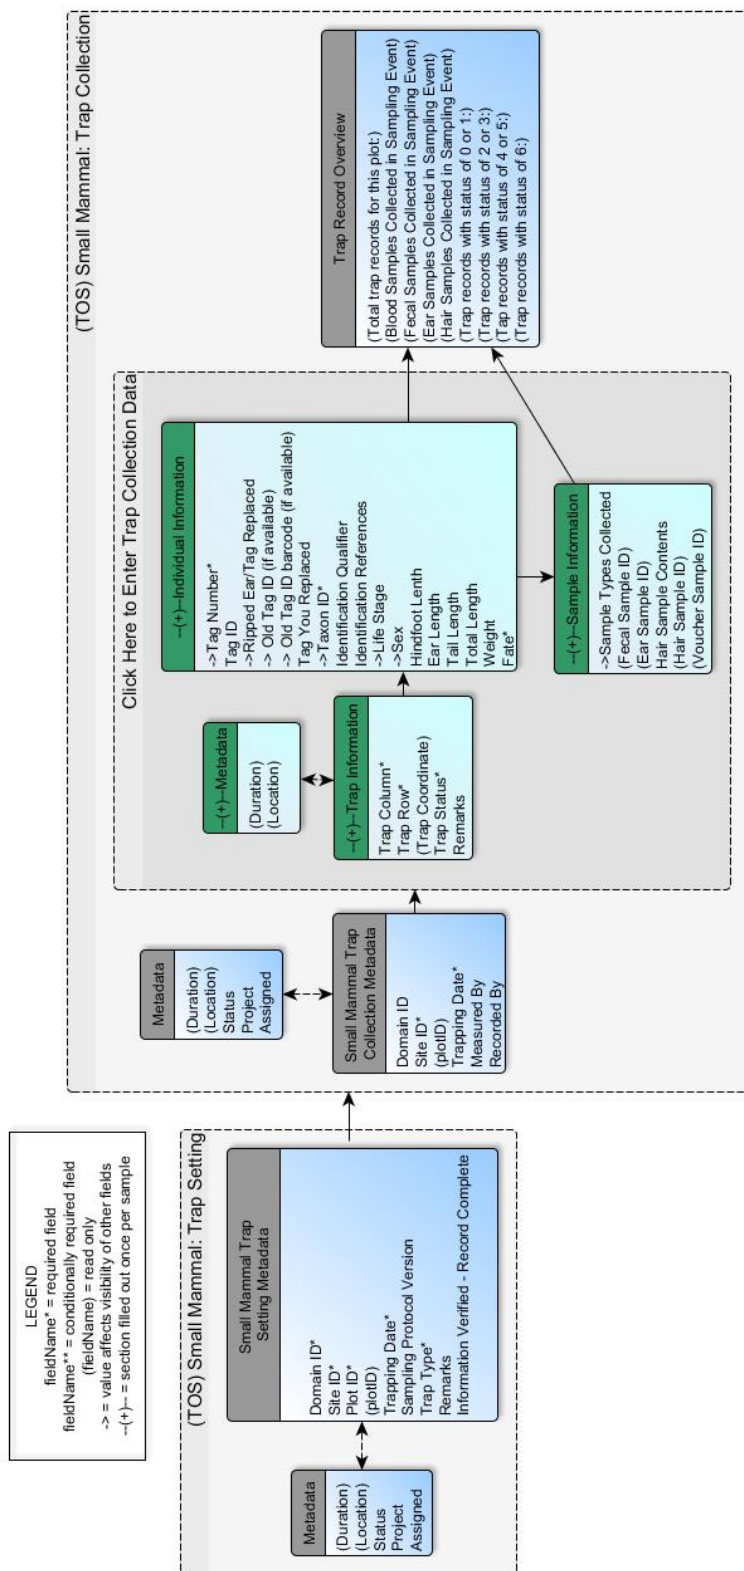 LEGEND
fieldName* = required field
fieldName** = conditionally required field
(fieldName) = read only
-> = value affects visibility of other fields
--(+)-- = section filled out once per sample
(TOS) Small Mammal: Trap Setting
Metadata
(Duration)
(Location)
Status
Project
Assigned
Small Mammal Trap
Setting Metadata
Domain ID*
Site ID*
Plot ID*
(plotID)
Trapping Date*
Sampling Protocol Version
Trap Type*
Remarks
Information Verified - Record Complete
(TOS) Small Mammal: Trap Collection
Metadata
(Duration)
(Location)
Status
Project
Assigned
Small Mammal Trap
Collection Metadata
Domain ID
Site ID*
(plotID)
Trapping Date*
Measured By
Recorded By
Click Here to Enter Trap Collection Data
--(+)--Metadata
(Duration)
(Location)
--(+)--Trap Information
Trap Column*
Trap Row*
(Trap Coordinate)
Trap Status*
Remarks
--(+)--Individual Information
->Tag Number*
Tag ID
->Ripped Ear/Tag Replaced
-> Old Tag ID (if available)
-> Old Tag ID barcode (if available)
Tag You Replaced
->Taxon ID*
Identification Qualifier
Identification References
->Life Stage
->Sex
Hindfoot Lenth
Ear Length
Tail Length
Total Length
Weight
Fate*
--(+)--Sample Information
->Sample Types Collected
(Fecal Sample ID)
(Ear Sample ID)
Hair Sample Contents
(Hair Sample ID)
(Voucher Sample ID)
Trap Record Overview
(Total trap records for this plot:)
(Blood Samples Collected in Sampling Event)
(Fecal Samples Collected in Sampling Event)
(Ear Samples Collected in Sampling Event)
(Hair Samples Collected in Sampling Event)
(Trap records with status of 0 or 1:)
(Trap records with status of 2 or 3:)
(Tap records with status of 4 or 5:)
(Trap records with status of 6:)